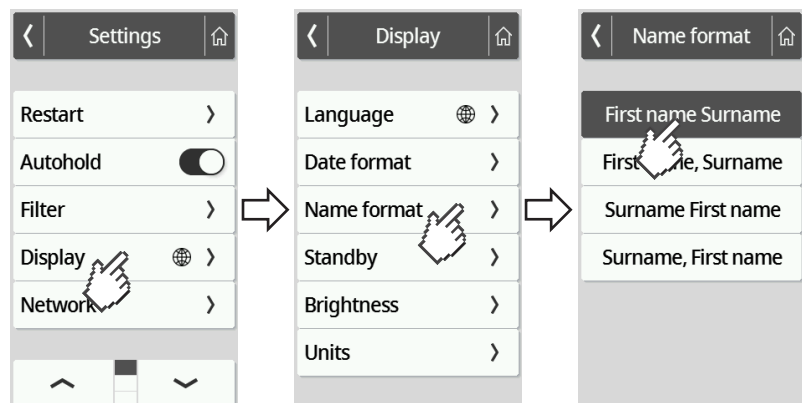 Settings
Restart
Autohold
Filter
Display
Network
Display
Language
Date format
Name format
Standby
Brightness
Units
Name format
First name Surname
First name, Surname
Surname First name
Surname, First name